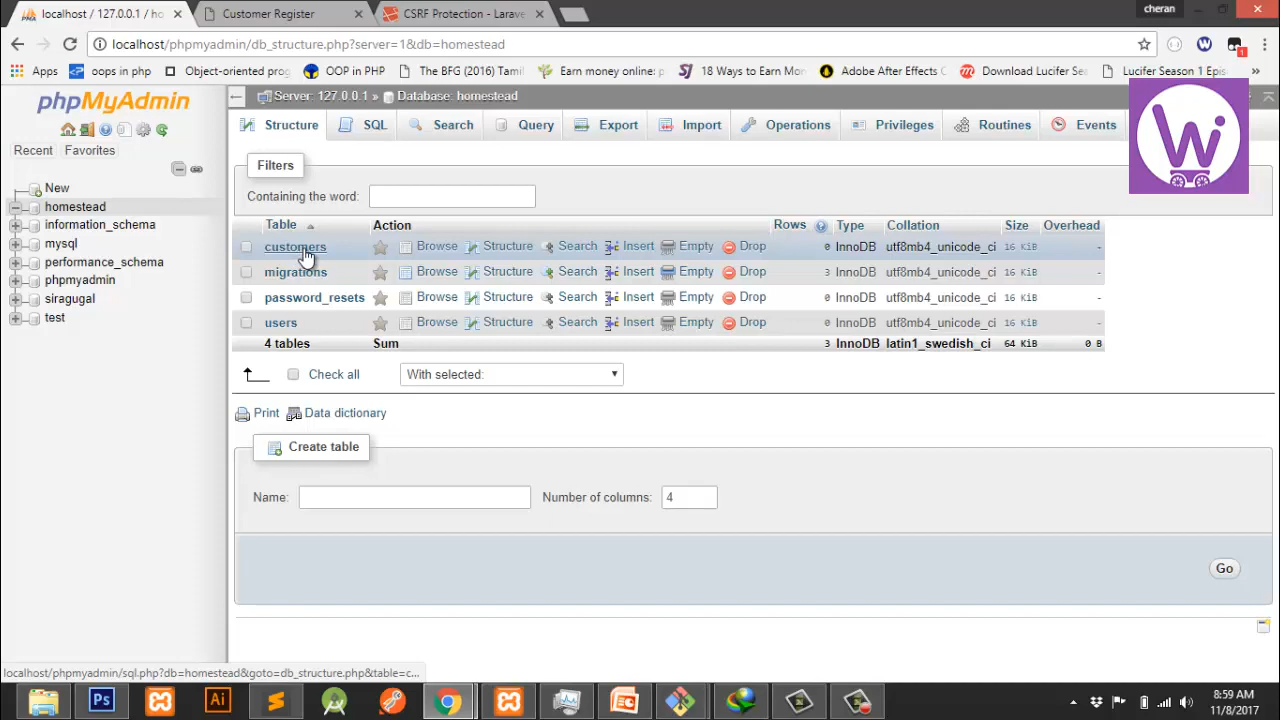 localhost / 127.0.0.1 / ho
Customer Register
CSRF Protection - Larave
cheran
localhost/phpmyadmin/db_structure.php?server=1&db=homestead
Apps
oops in php
Object-oriented prog
OOP in PHP
The BFG (2016) Tami
Earn money online: p
18 Ways to Earn Mor
Adobe After Effects C
Download Lucifer Sea
Lucifer Season 1 Epis
phpMyAdmin
Recent Favorites
New
homestead
information_schema
mysql
performance_schema
phpmyadmin
siragugal
test
Server: 127.0.0.1 » Database: homestead
Structure SQL Search Query Export Import Operations Privileges Routines Events
Filters
Containing the word:
Table Action Rows Type Collation Size Overhead
customers Browse Structure Search Insert Empty Drop 0 InnoDB utf8mb4_unicode_ci 16 KiB -
migrations Browse Structure Search Insert Empty Drop 3 InnoDB utf8mb4_unicode_ci 16 KiB -
password_resets Browse Structure Search Insert Empty Drop 0 InnoDB utf8mb4_unicode_ci 16 KiB -
users Browse Structure Search Insert Empty Drop 0 InnoDB utf8mb4_unicode_ci 16 KiB -
4 tables Sum 3 InnoDB latin1_swedish_ci 64 KiB 0 B
Check all With selected:
Print Data dictionary
Create table
Name: Number of columns: 4
Go
localhost/phpmyadmin/sql.php?db=homestead&goto=db_structure.php&table=c...
Ps
Ai
8:59 AM
11/8/2017